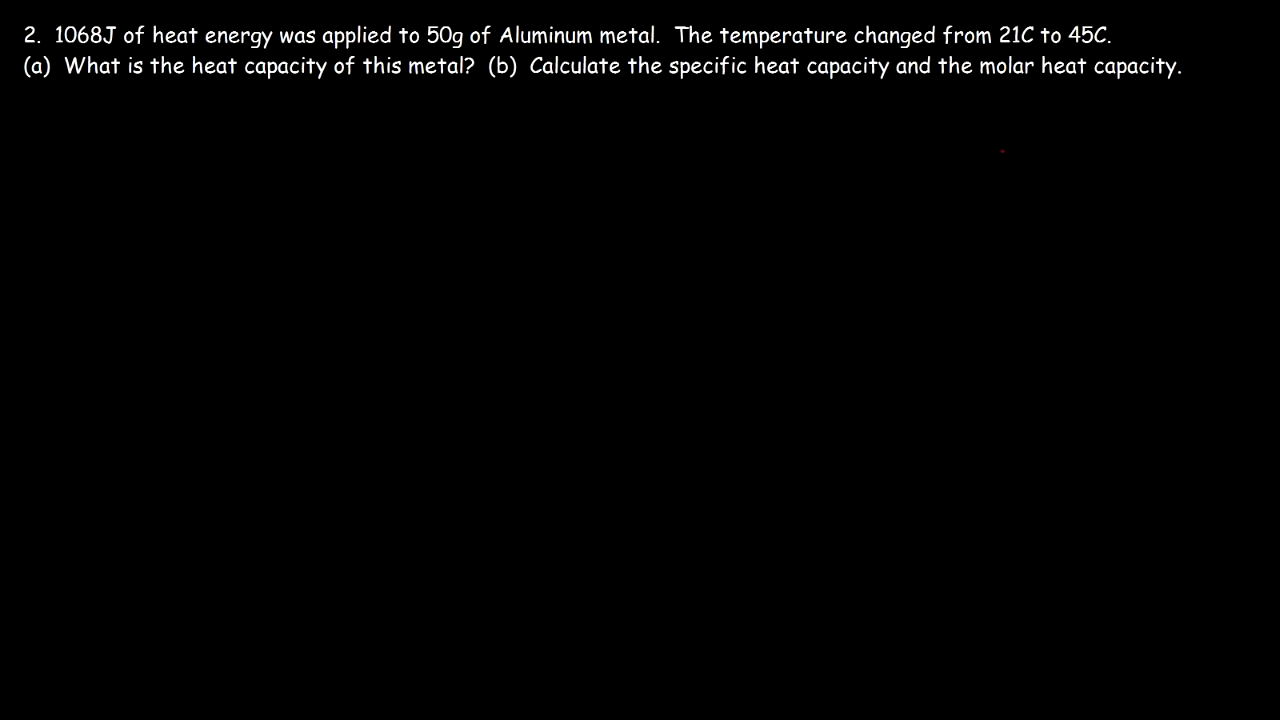 2. 1068J of heat energy was applied to 50g of Aluminum metal. The temperature changed from 21C to 45C.
(a) What is the heat capacity of this metal? (b) Calculate the specific heat capacity and the molar heat capacity.